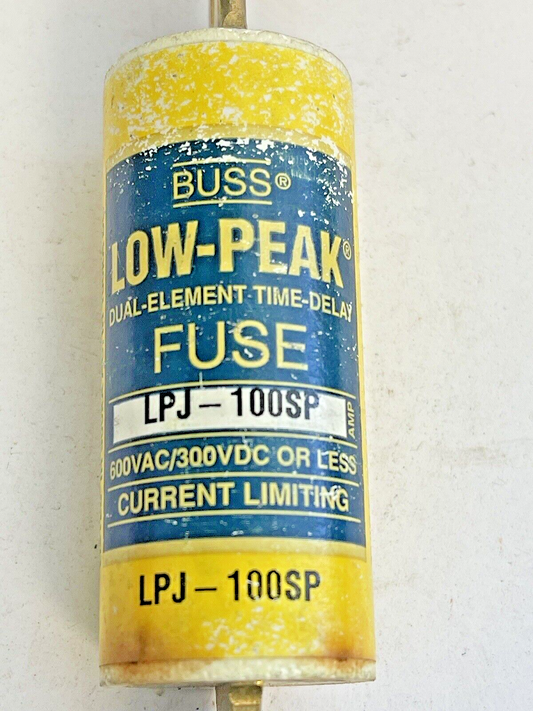 BUSS®
LOW-PEAK®
DUAL-ELEMENT TIME-DELAY
FUSE
LPJ – 100SP AMP
600VAC/300VDC OR LESS
CURRENT LIMITING
LPJ – 100SP